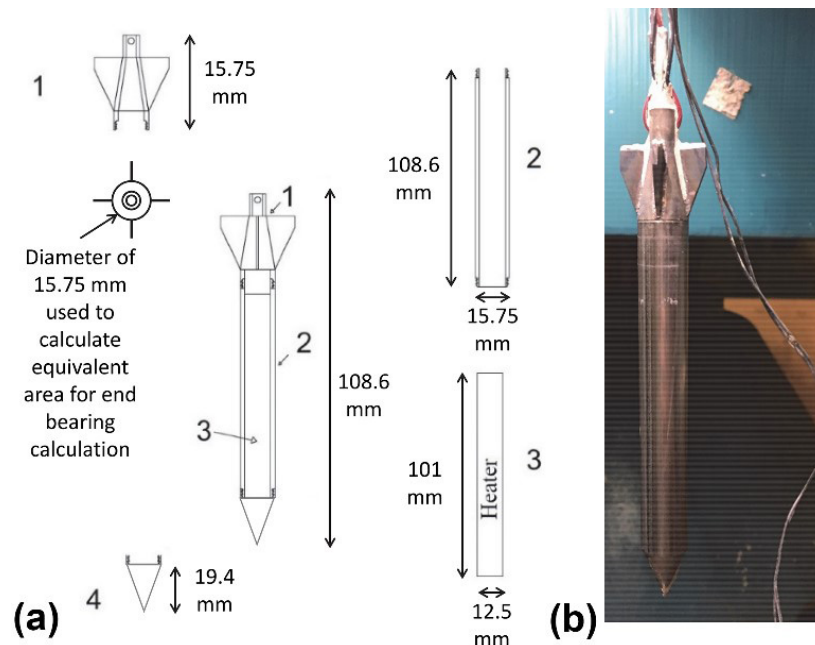 1
15.75
mm
Diameter of
15.75 mm
used to
calculate
equivalent
area for end
bearing
calculation
1
2
3
108.6
mm
4
19.4
mm
(a)
108.6
mm
2
15.75
mm
101
mm
Heater
3
12.5
mm
(b)